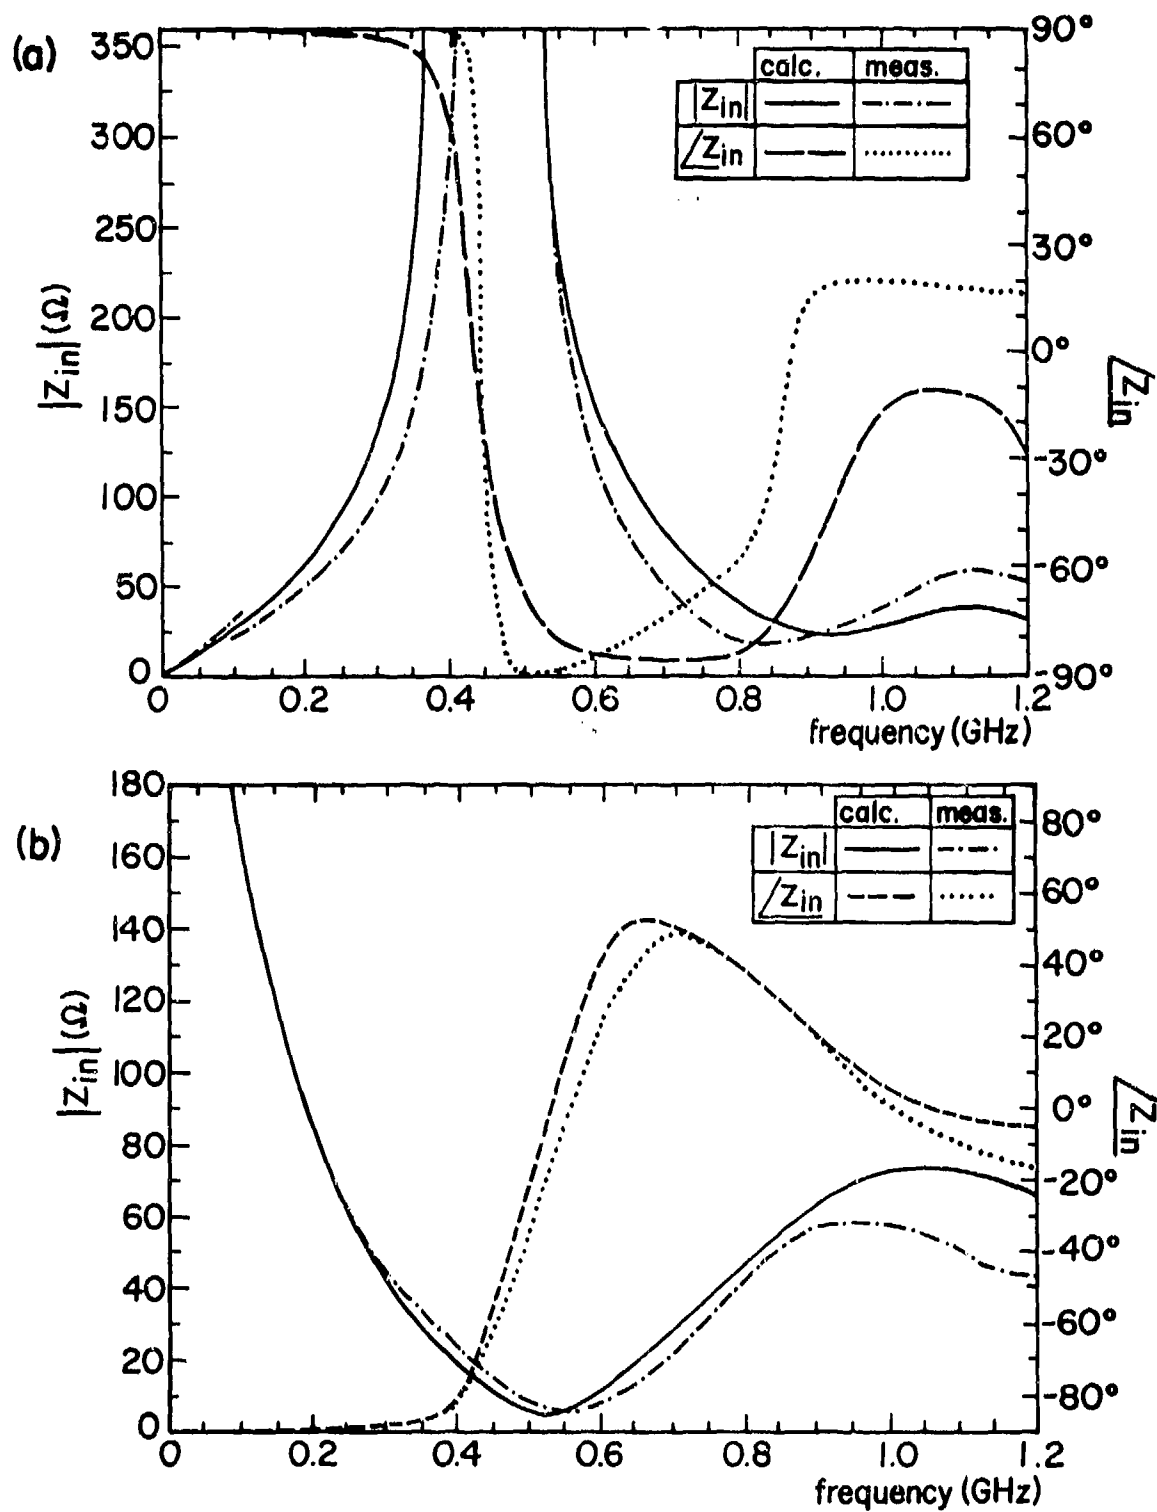 (a)
350
300
250
200
150
100
50
0
|Zin| (Ω)
calc. meas.
|Zin|
∠Zin
90°
60°
30°
0°
-30°
-60°
-90°
∠Zin
0 0.2 0.4 0.6 0.8 1.0 1.2
frequency (GHz)
(b)
180
160
140
120
100
80
60
40
20
0
|Zin| (Ω)
calc. meas.
|Zin|
∠Zin
80°
60°
40°
20°
0°
-20°
-40°
-60°
-80°
∠Zin
0 0.2 0.4 0.6 0.8 1.0 1.2
frequency (GHz)